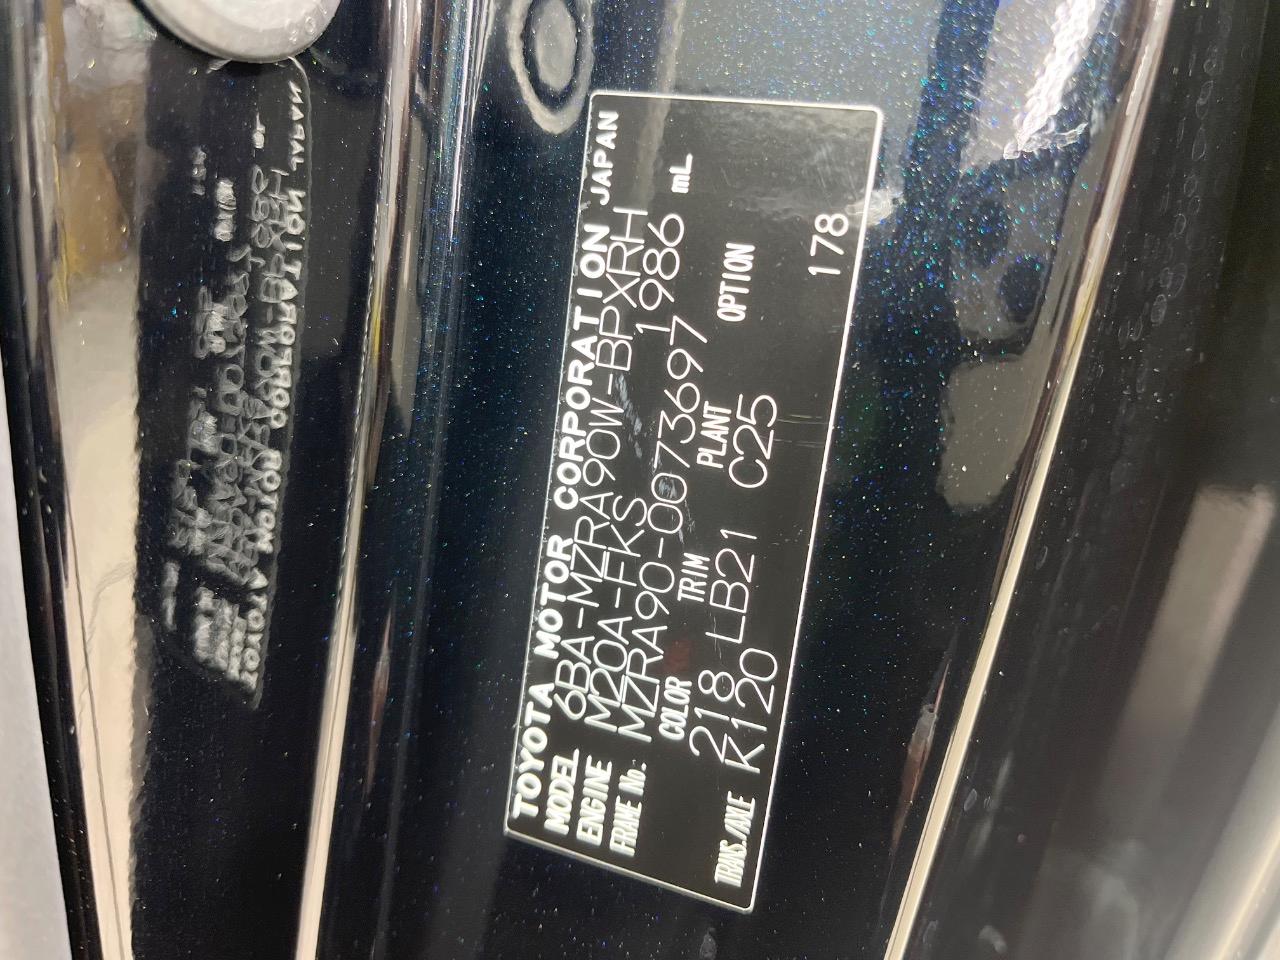 TOYOTA MOTOR CORPORATION JAPAN
MODEL 6BA-MZRA90W-BPXRH
ENGINE M20A-FKS 1986 mL
FRAME No. MZRA90-0073697
COLOR TRIM PLANT OPTION
218 LB21 C25
TRANS./AXLE K120 178